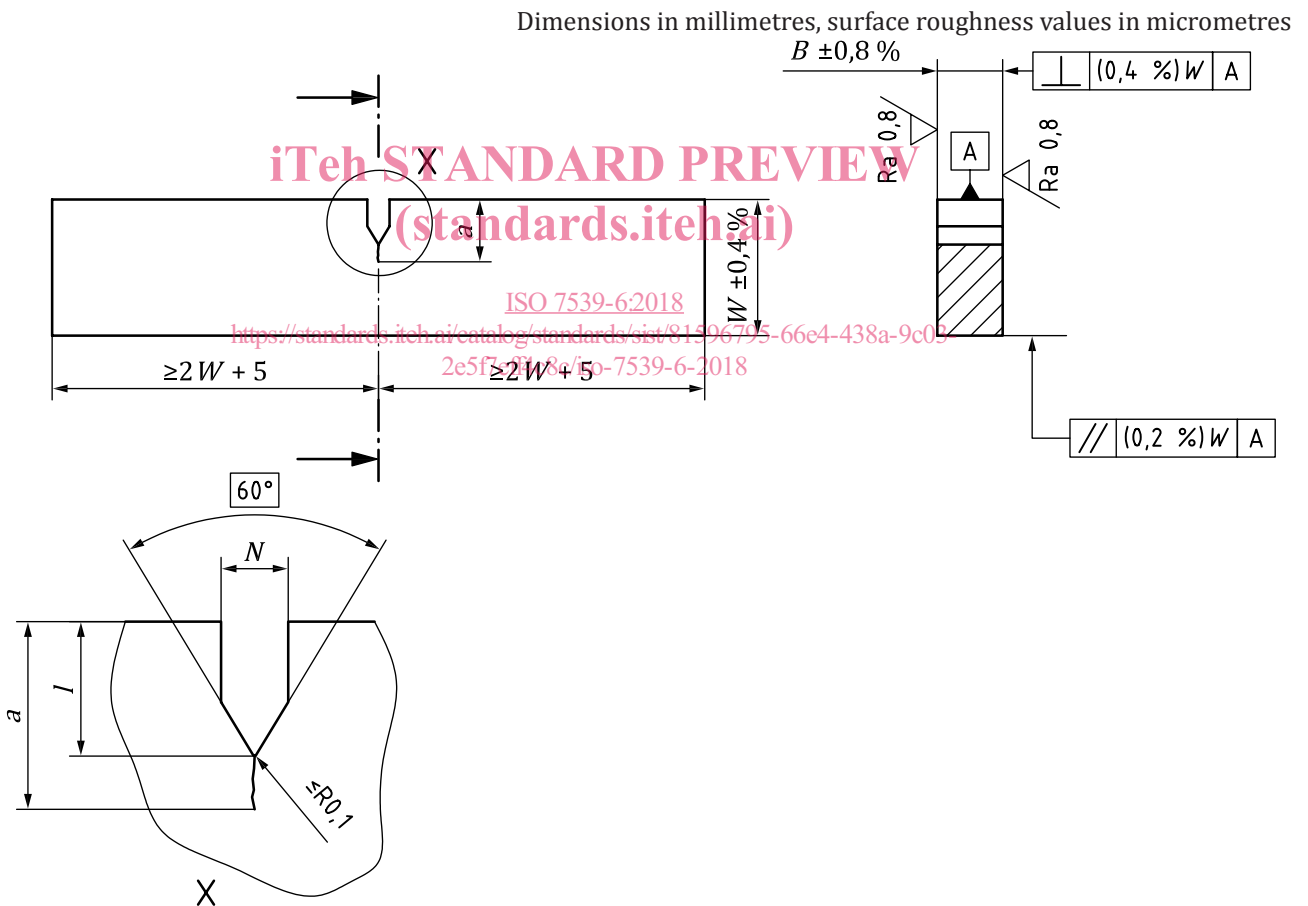 Dimensions in millimetres, surface roughness values in micrometres
B ±0,8 %
⊥ (0,4 %)W A
Ra 0,8
A
Ra 0,8
X
iTeh STANDARD PREVIEW
(standards.iteh.ai)
a
W ±0,4 %
ISO 7539-6:2018
https://standards.iteh.ai/catalog/standards/sist/81596795-66e4-438a-9c03-
2e5f7eff4c8c/iso-7539-6-2018
≥2W + 5
≥2W + 5
// (0,2 %)W A
60°
N
l
a
≤R0,1
X